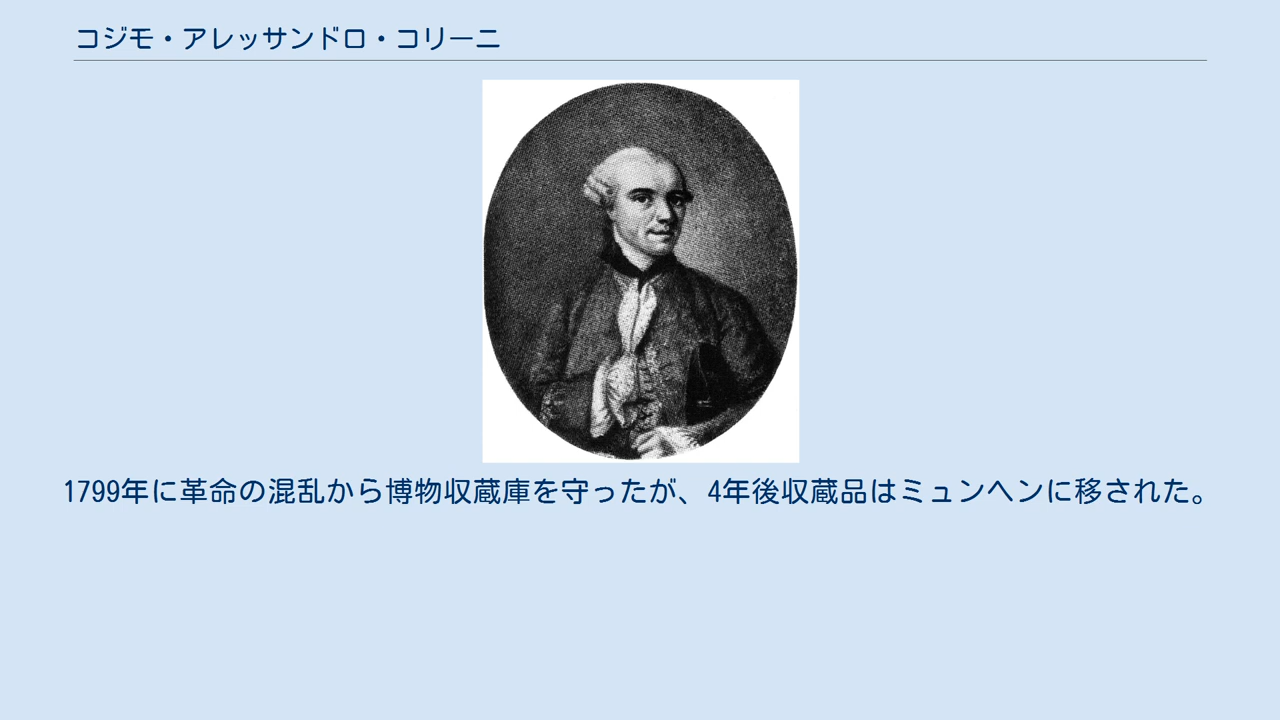 コジモ・アレッサンドロ・コリーニ
1799年に革命の混乱から博物収蔵庫を守ったが、4年後収蔵品はミュンヘンに移された。